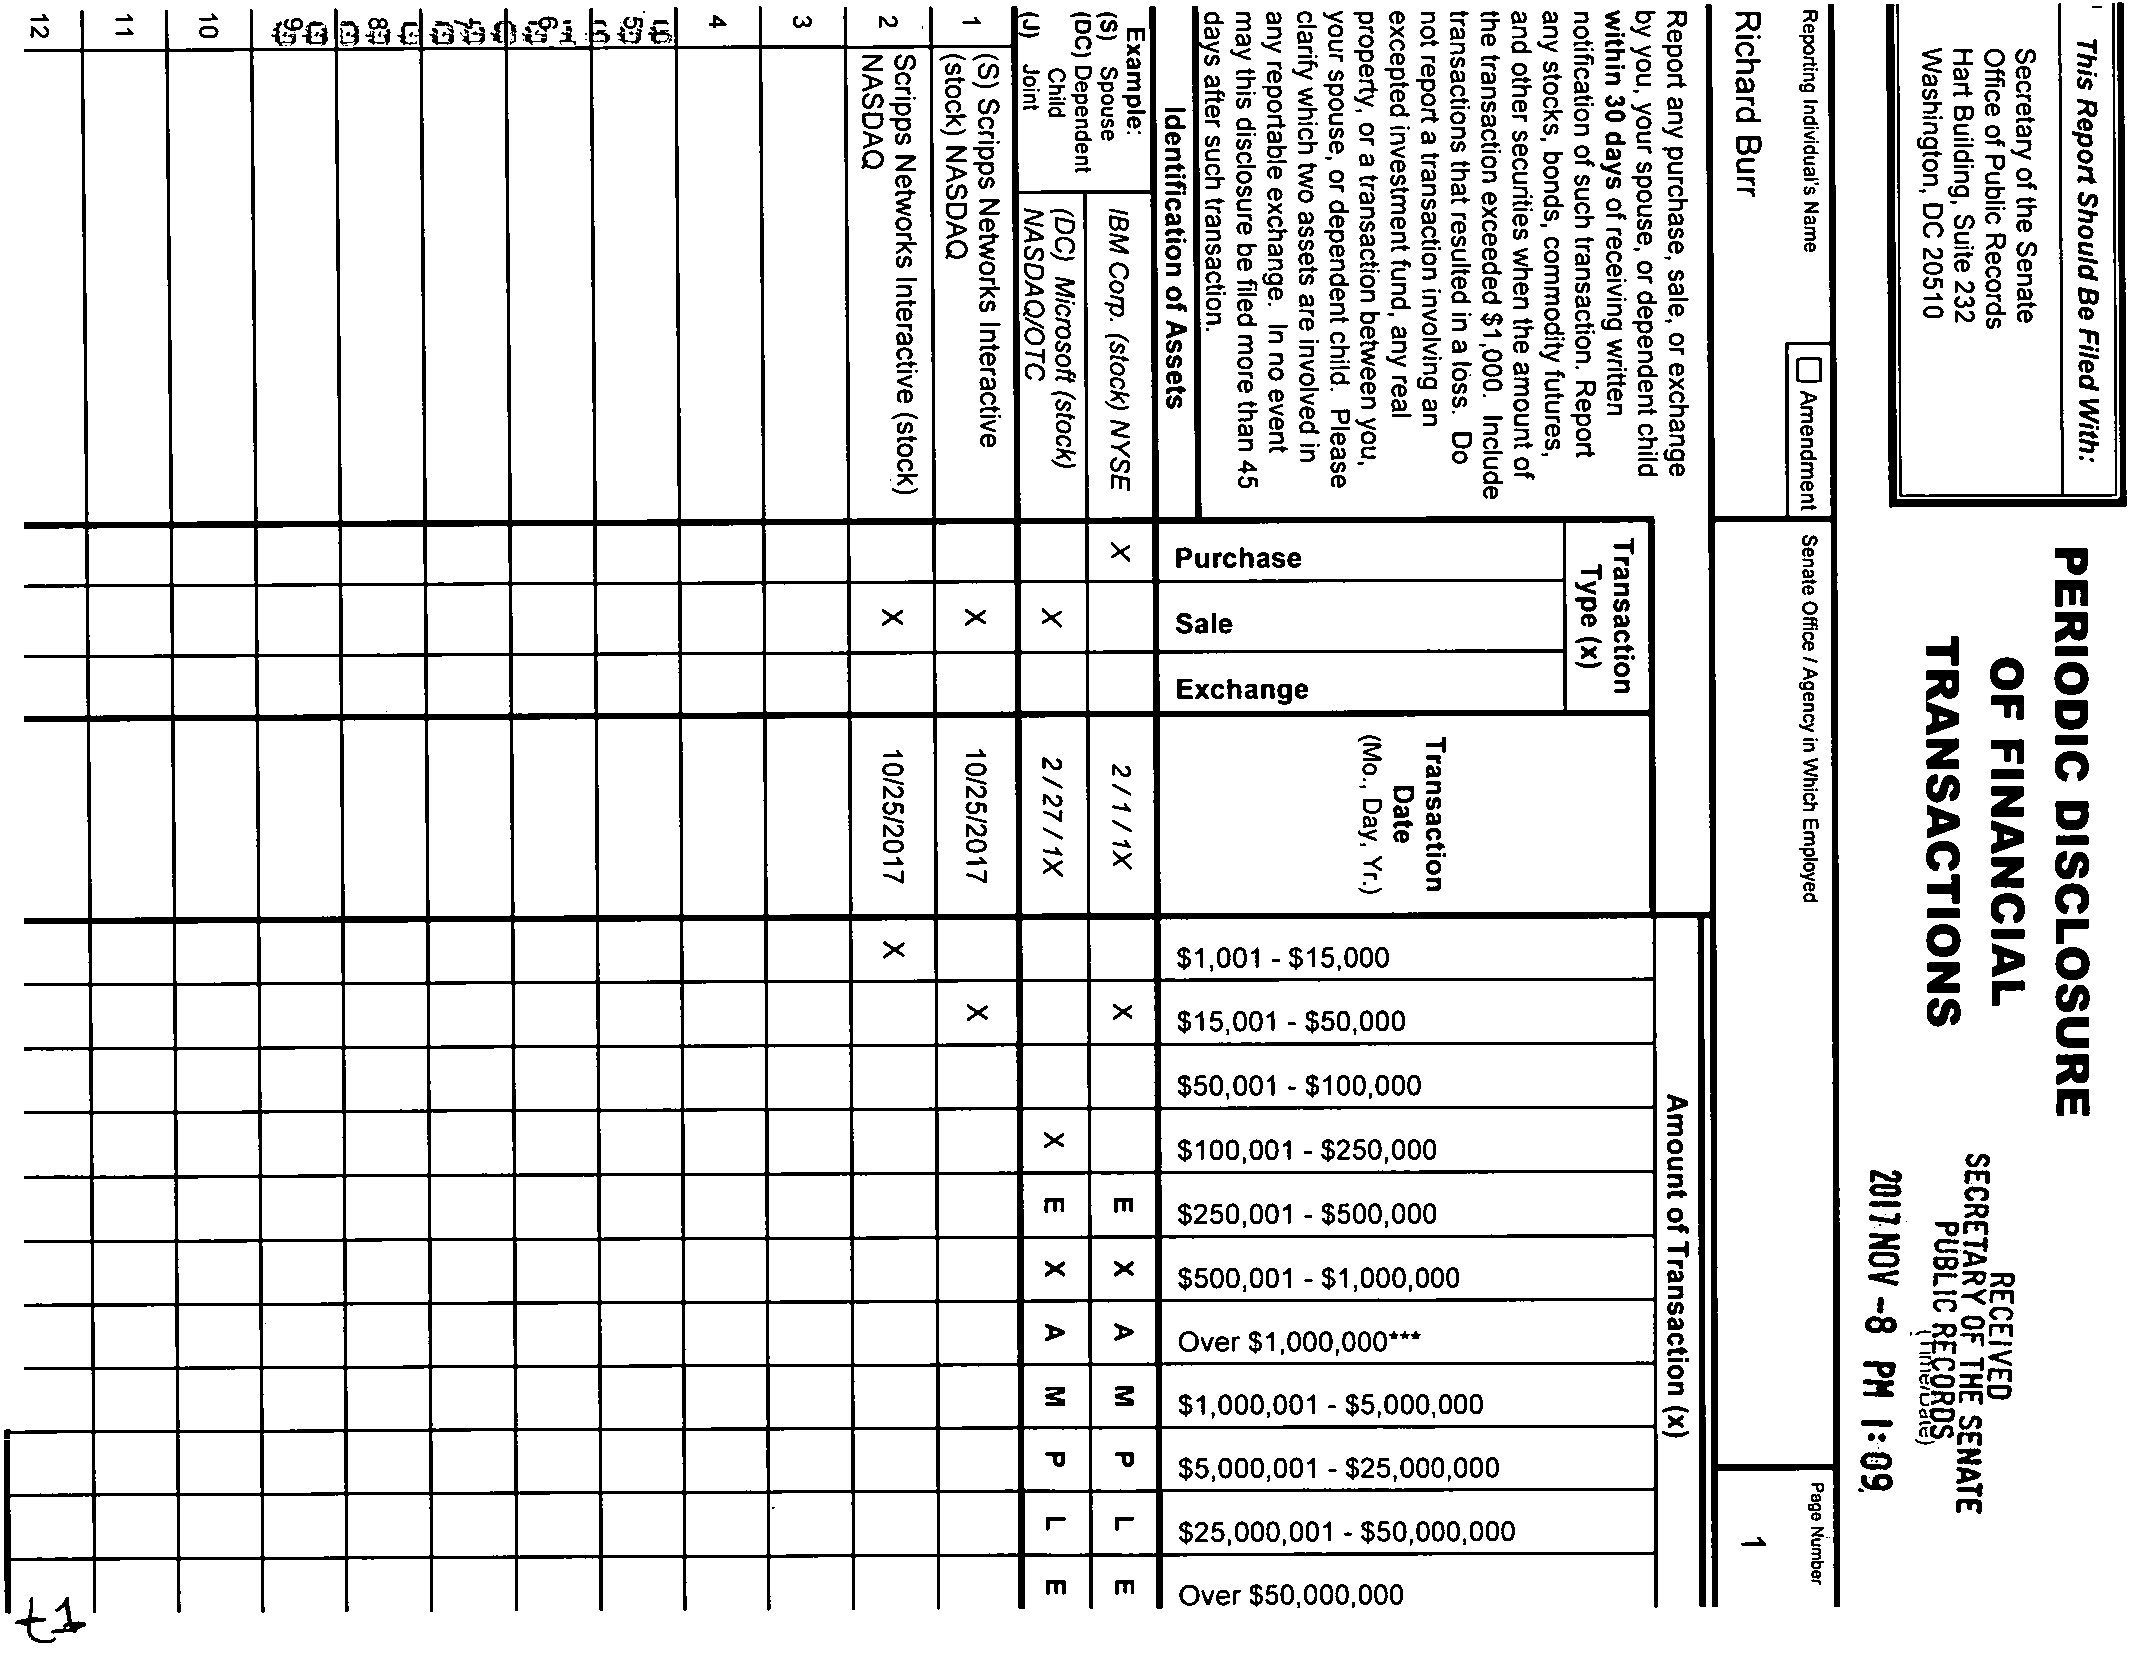 This Report Should Be Filed With:
Secretary of the Senate
Office of Public Records
Hart Building, Suite 232
Washington, DC 20510
PERIODIC DISCLOSURE
OF FINANCIAL
TRANSACTIONS
RECEIVED
SECRETARY OF THE SENATE
PUBLIC RECORDS
(Time/Date)
2017 NOV -8 PM 1:09
Reporting Individual's Name
Richard Burr
Amendment
Senate Office / Agency in Which Employed
Page Number
1
Report any purchase, sale, or exchange
by you, your spouse, or dependent child
within 30 days of receiving written
notification of such transaction. Report
any stocks, bonds, commodity futures,
and other securities when the amount of
the transaction exceeded $1,000. Include
transactions that resulted in a loss. Do
not report a transaction involving an
excepted investment fund, any real
property, or a transaction between you,
your spouse, or dependent child. Please
clarify which two assets are involved in
any reportable exchange. In no event
may this disclosure be filed more than 45
days after such transaction.
Identification of Assets
Transaction
Type (x)
Purchase
Sale
Exchange
Transaction
Date
(Mo., Day, Yr.)
Amount of Transaction (x)
$1,001 - $15,000
$15,001 - $50,000
$50,001 - $100,000
$100,001 - $250,000
$250,001 - $500,000
$500,001 - $1,000,000
Over $1,000,000***
$1,000,001 - $5,000,000
$5,000,001 - $25,000,000
$25,000,001 - $50,000,000
Over $50,000,000
Example:
(S) Spouse
(DC) Dependent
Child
(J) Joint
IBM Corp. (stock) NYSE X 2 / 1 / 1X X E X A M P L E
(DC) Microsoft (stock)
NASDAQ/OTC X 2 / 27 / 1X X E X A M P L E
1 (S) Scripps Networks Interactive
(stock) NASDAQ X 10/25/2017 X
2 Scripps Networks Interactive (stock)
NASDAQ X 10/25/2017 X
3
4
10
11
12